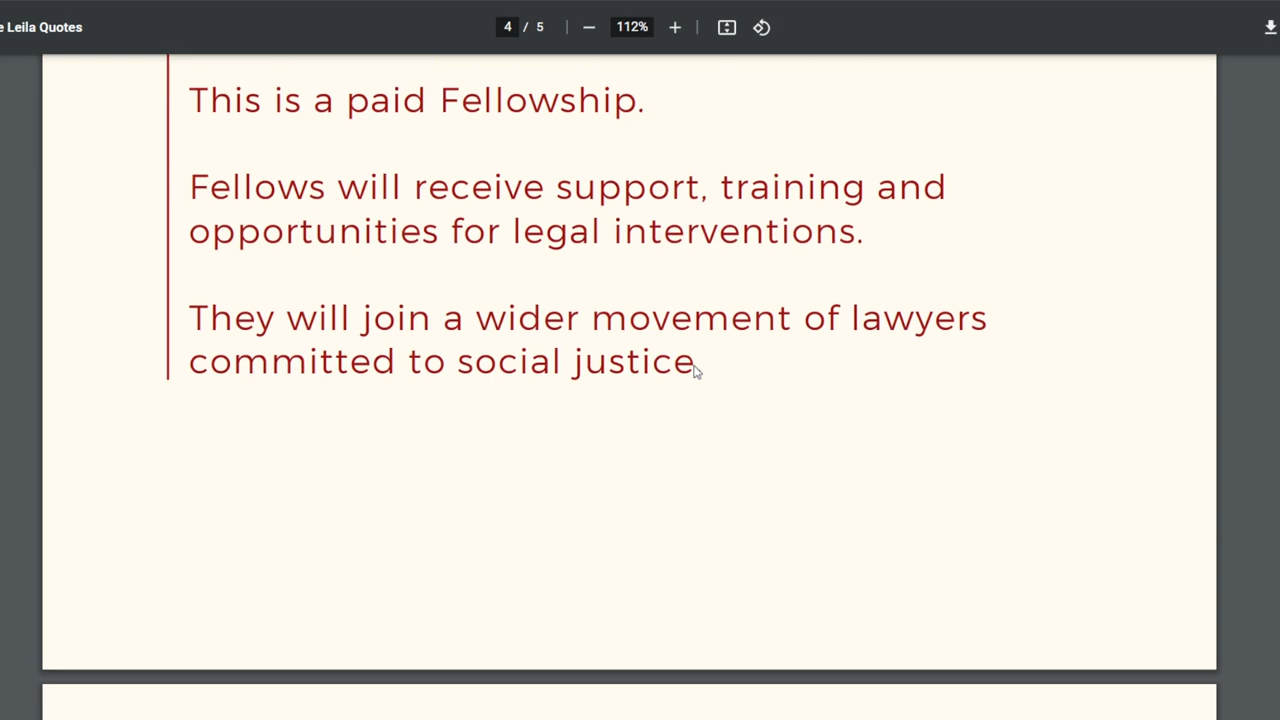 e Leila Quotes
4 / 5
112%
This is a paid Fellowship.
Fellows will receive support, training and
opportunities for legal interventions.
They will join a wider movement of lawyers
committed to social justice